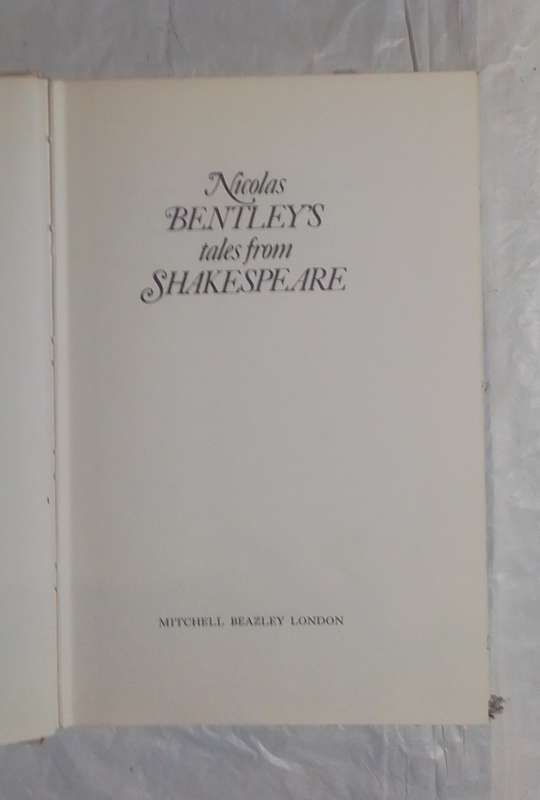 Nicolas
BENTLEY'S
tales from
SHAKESPEARE
MITCHELL BEAZLEY LONDON